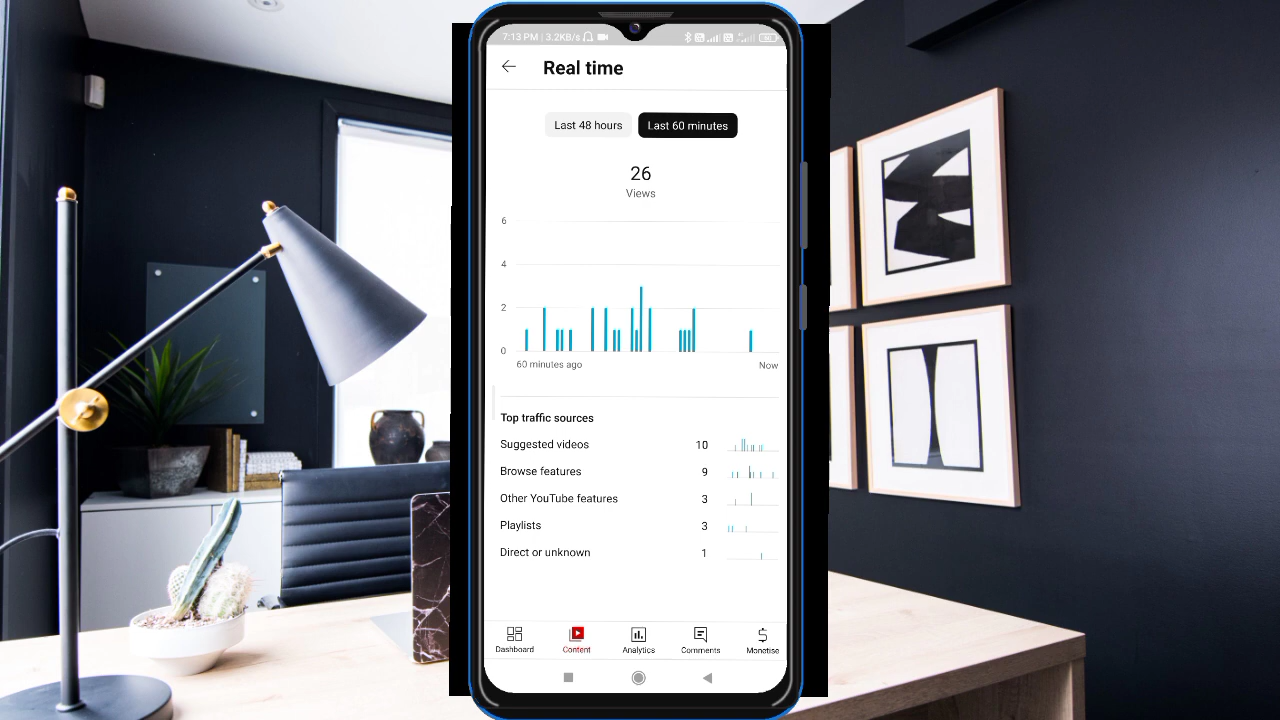 7:13 PM | 3.2KB/s
Real time
Last 48 hours
Last 60 minutes
26
Views
6
4
2
0
60 minutes ago
Now
Top traffic sources
Suggested videos 10
Browse features 9
Other YouTube features 3
Playlists 3
Direct or unknown 1
Dashboard
Content
Analytics
Comments
Monetise